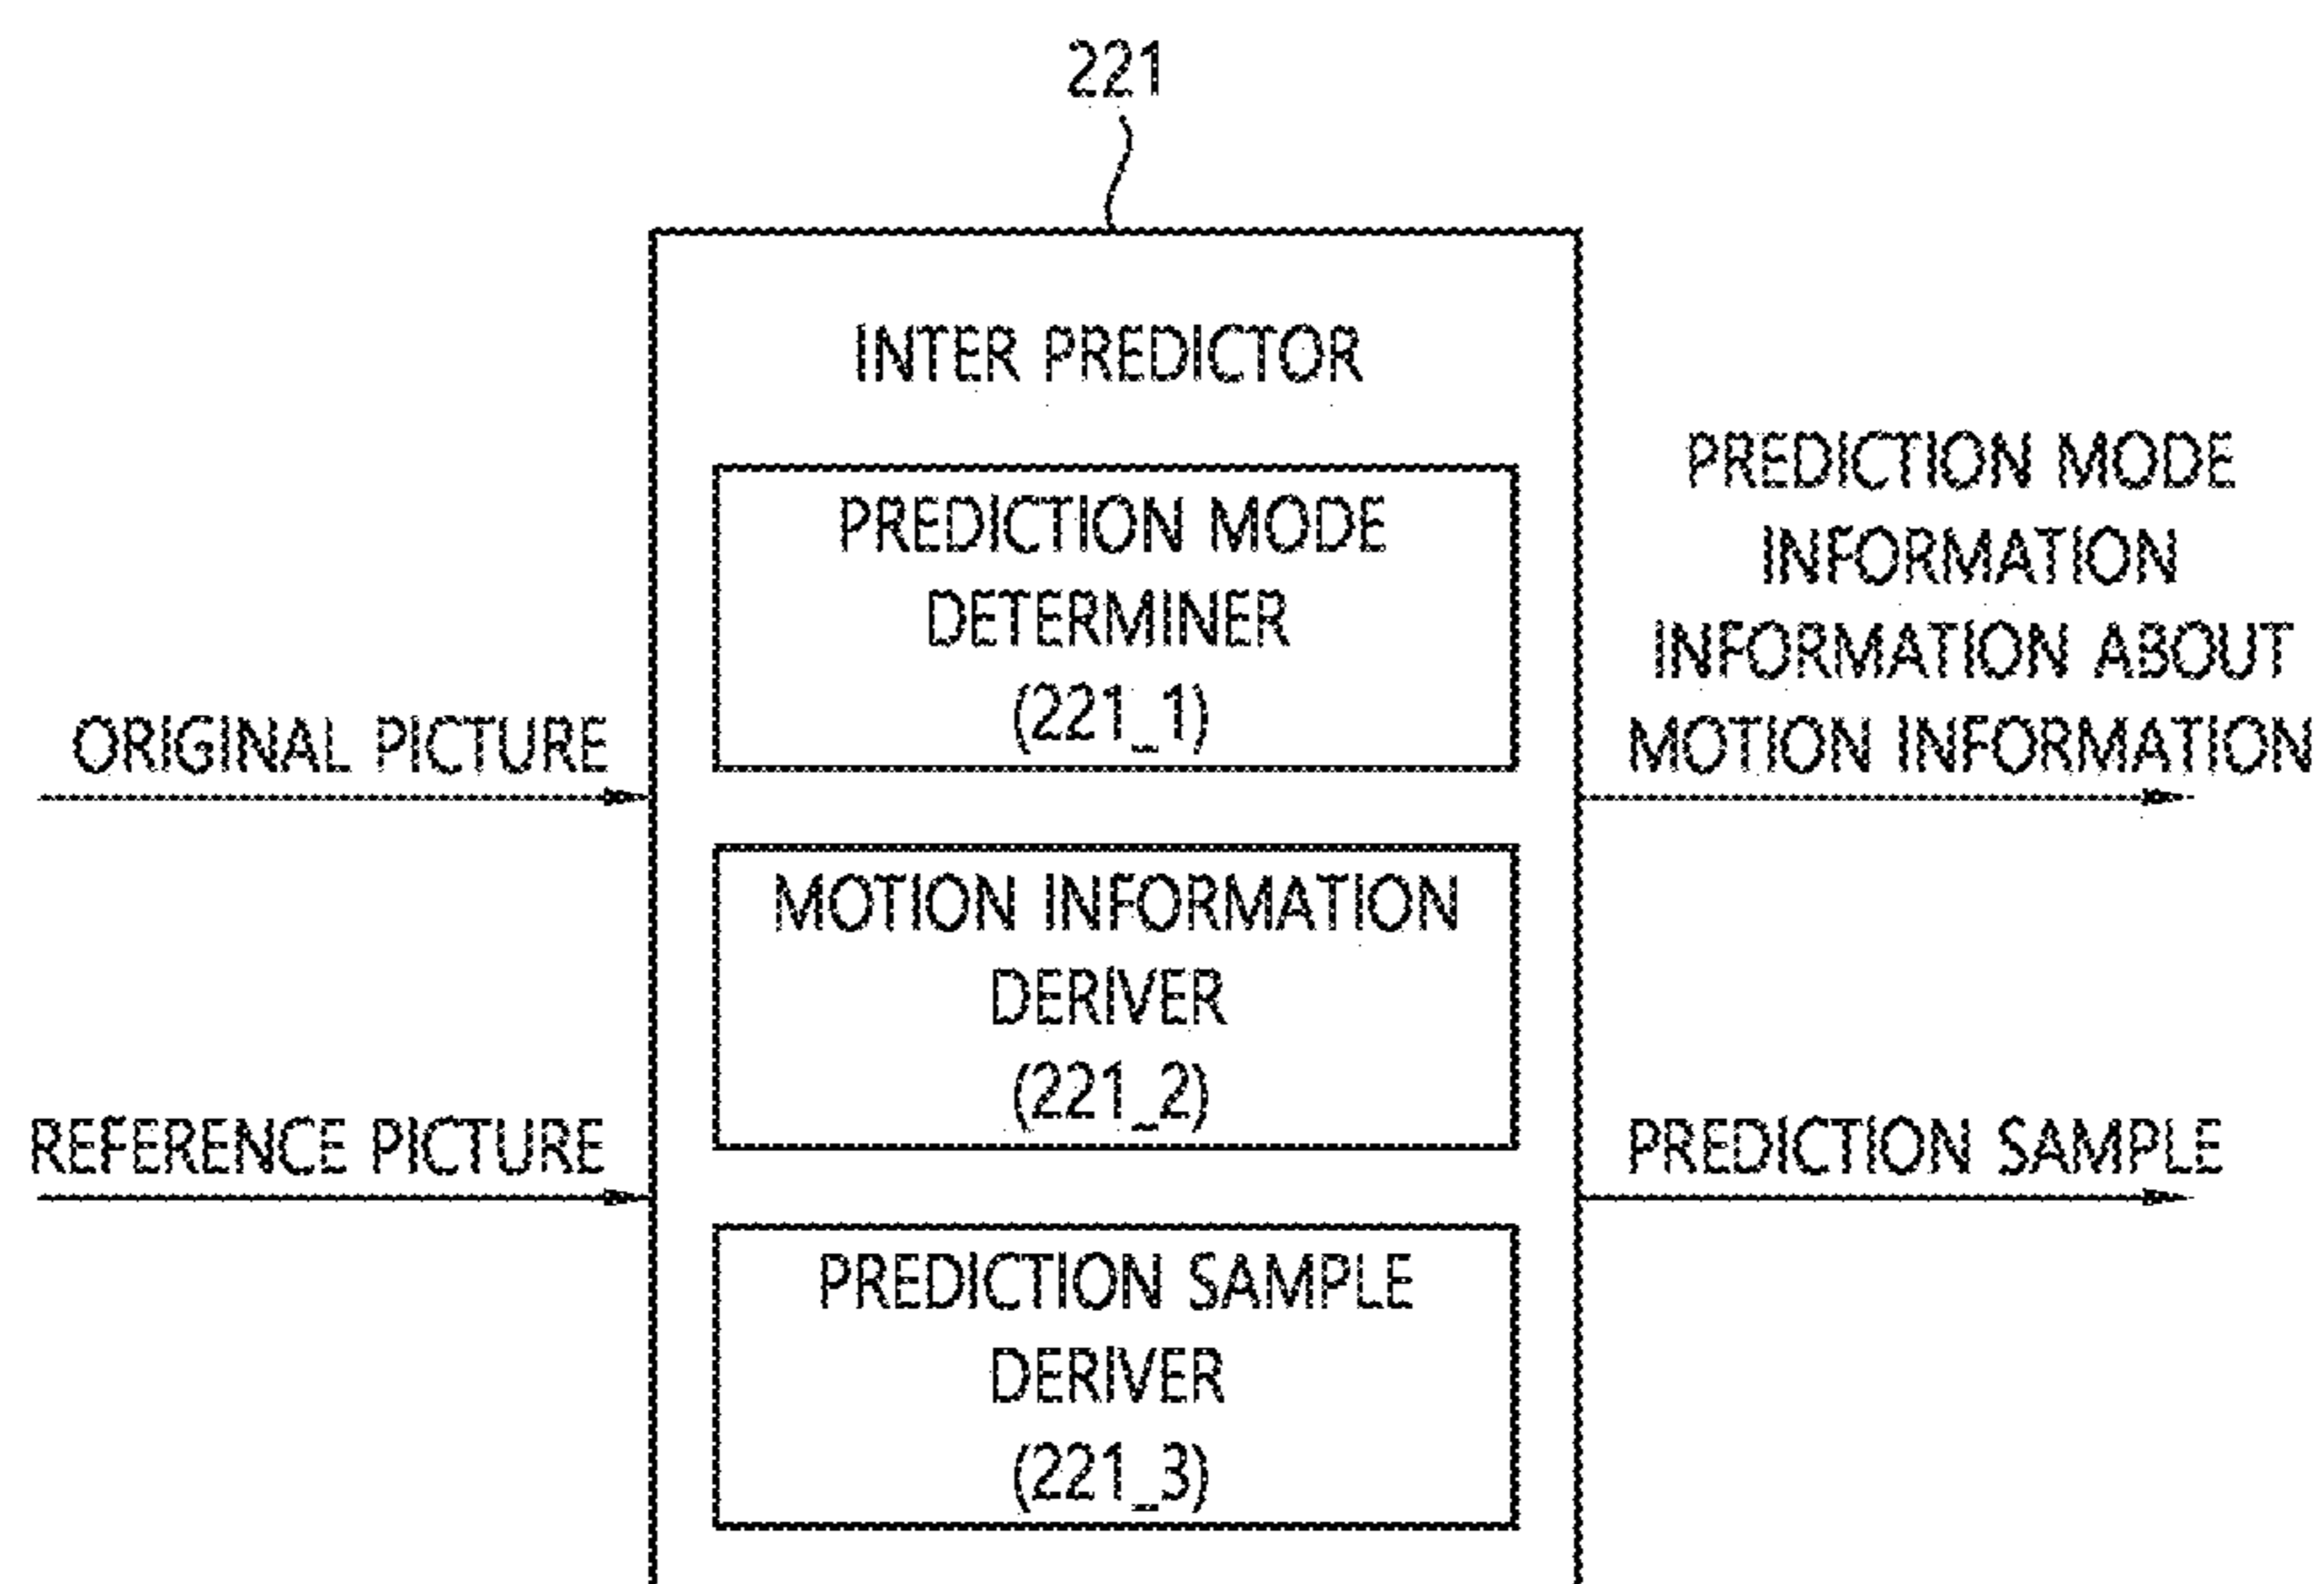 221
INTER PREDICTOR
PREDICTION MODE
DETERMINER
(221_1)
MOTION INFORMATION
DERIVER
(221_2)
PREDICTION SAMPLE
DERIVER
(221_3)
ORIGINAL PICTURE
REFERENCE PICTURE
PREDICTION MODE
INFORMATION
INFORMATION ABOUT
MOTION INFORMATION
PREDICTION SAMPLE